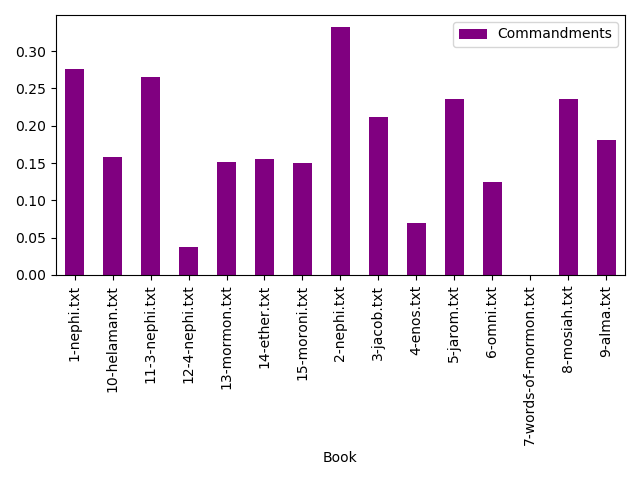 Commandments
0.30
0.25
0.20
0.15
0.10
0.05
0.00
1-nephi.txt
10-helaman.txt
11-3-nephi.txt
12-4-nephi.txt
13-mormon.txt
14-ether.txt
15-moroni.txt
2-nephi.txt
3-jacob.txt
4-enos.txt
5-jarom.txt
6-omni.txt
7-words-of-mormon.txt
8-mosiah.txt
9-alma.txt
Book